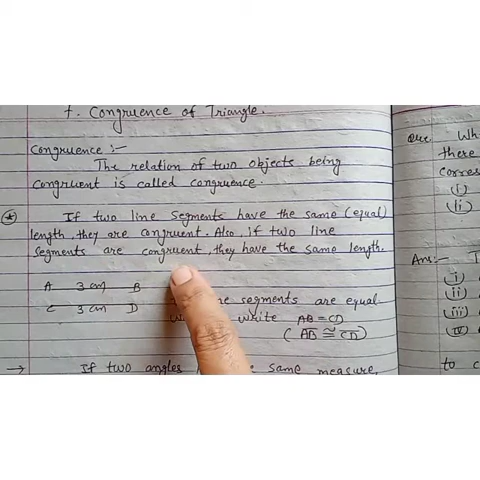 7. Congruence of Triangle.
Congruence :-
The relation of two objects being
congruent is called congruence.
If two line segments have the same (equal)
length, they are congruent. Also, if two line
segments are congruent, they have the same length.
A 3 cm B
C 3 cm D
segments are equal.
write AB = CD
( AB ≅ CD )
→ If two angles same measure,
Que. Wh
there
corres
(i)
(ii)
Ans:- T
i)
ii)
iii)
iv)
to c